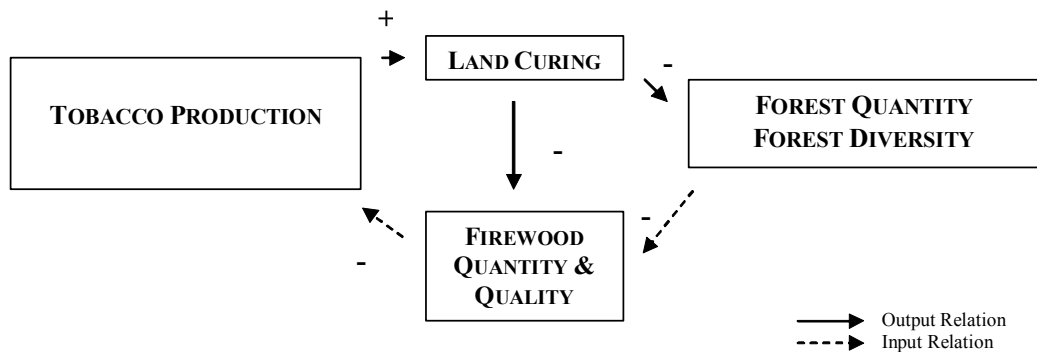 +
LAND CURING
-
TOBACCO PRODUCTION
FOREST QUANTITY
FOREST DIVERSITY
-
-
FIREWOOD
QUANTITY &
QUALITY
-
Output Relation
Input Relation